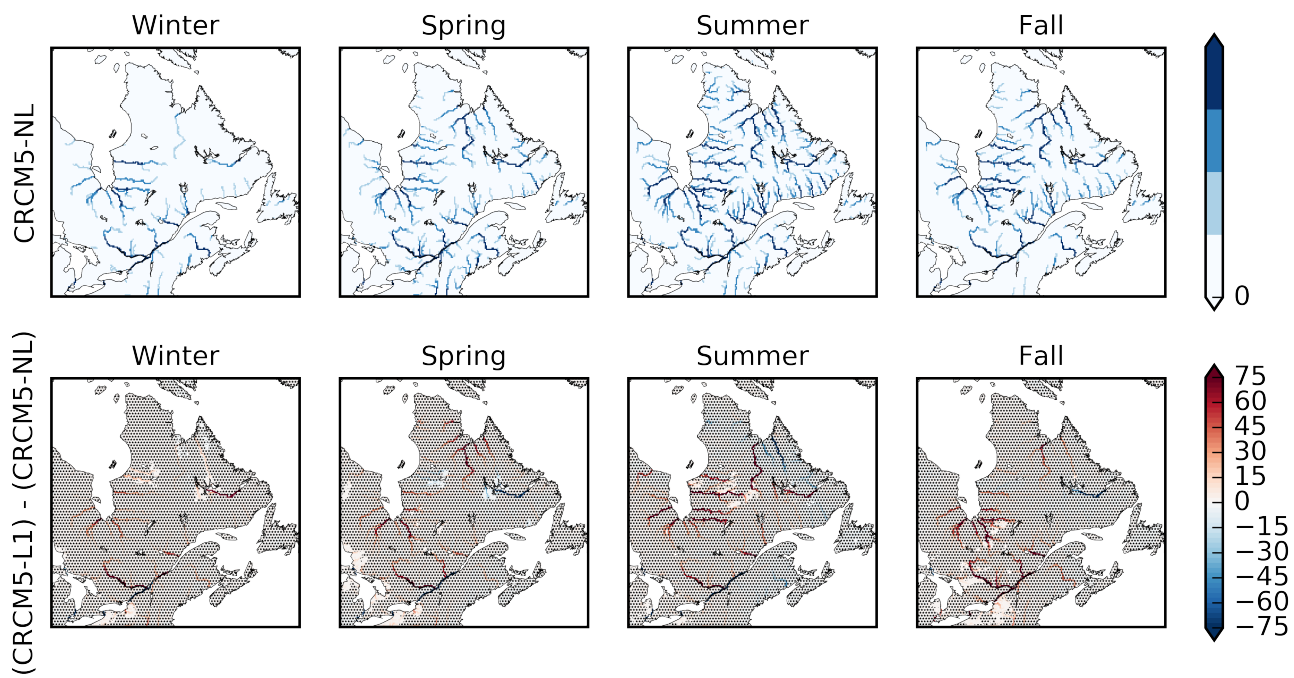 Winter
Spring
Summer
Fall
CRCM5-NL
0
Winter
Spring
Summer
Fall
(CRCM5-L1) - (CRCM5-NL)
75
60
45
30
15
0
−15
−30
−45
−60
−75